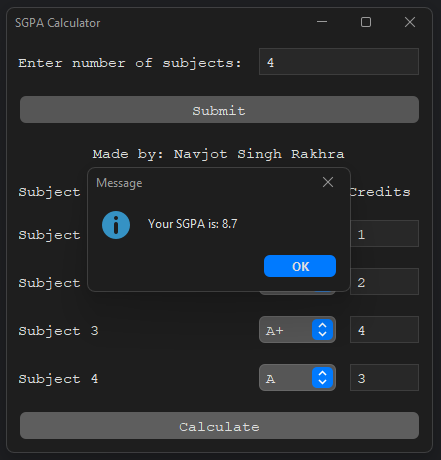 SGPA Calculator
Enter number of subjects: 4
Submit
Made by: Navjot Singh Rakhra
Subject Credits
Message
Your SGPA is: 8.7
OK
Subject 1
Subject 2
Subject 3 A+ 4
Subject 4 A 3
Calculate